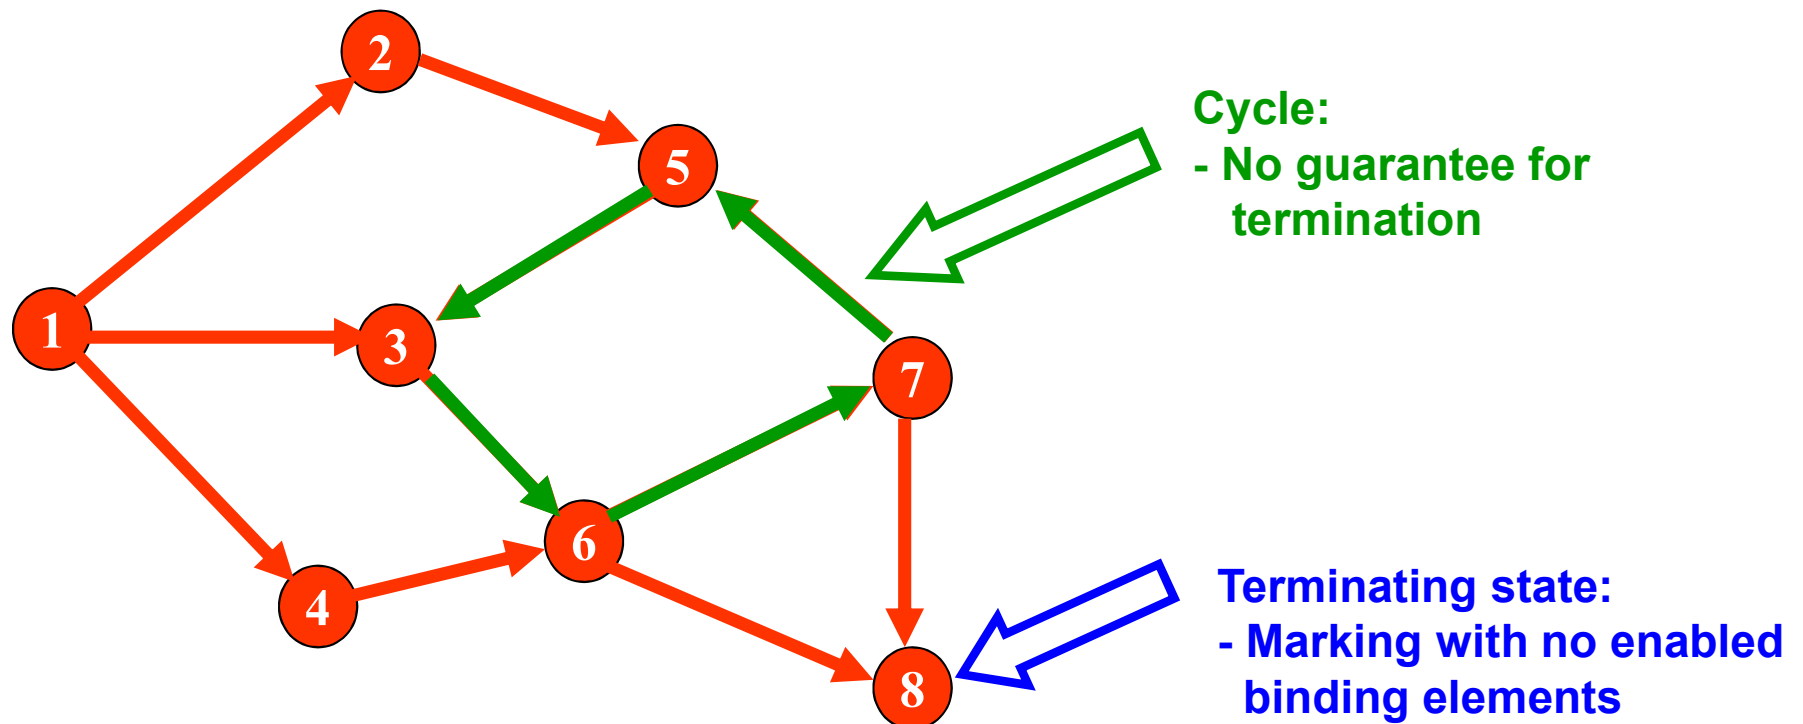 2
Cycle:
- No guarantee for
termination
5
1
3
7
6
4
Terminating state:
- Marking with no enabled
binding elements
8